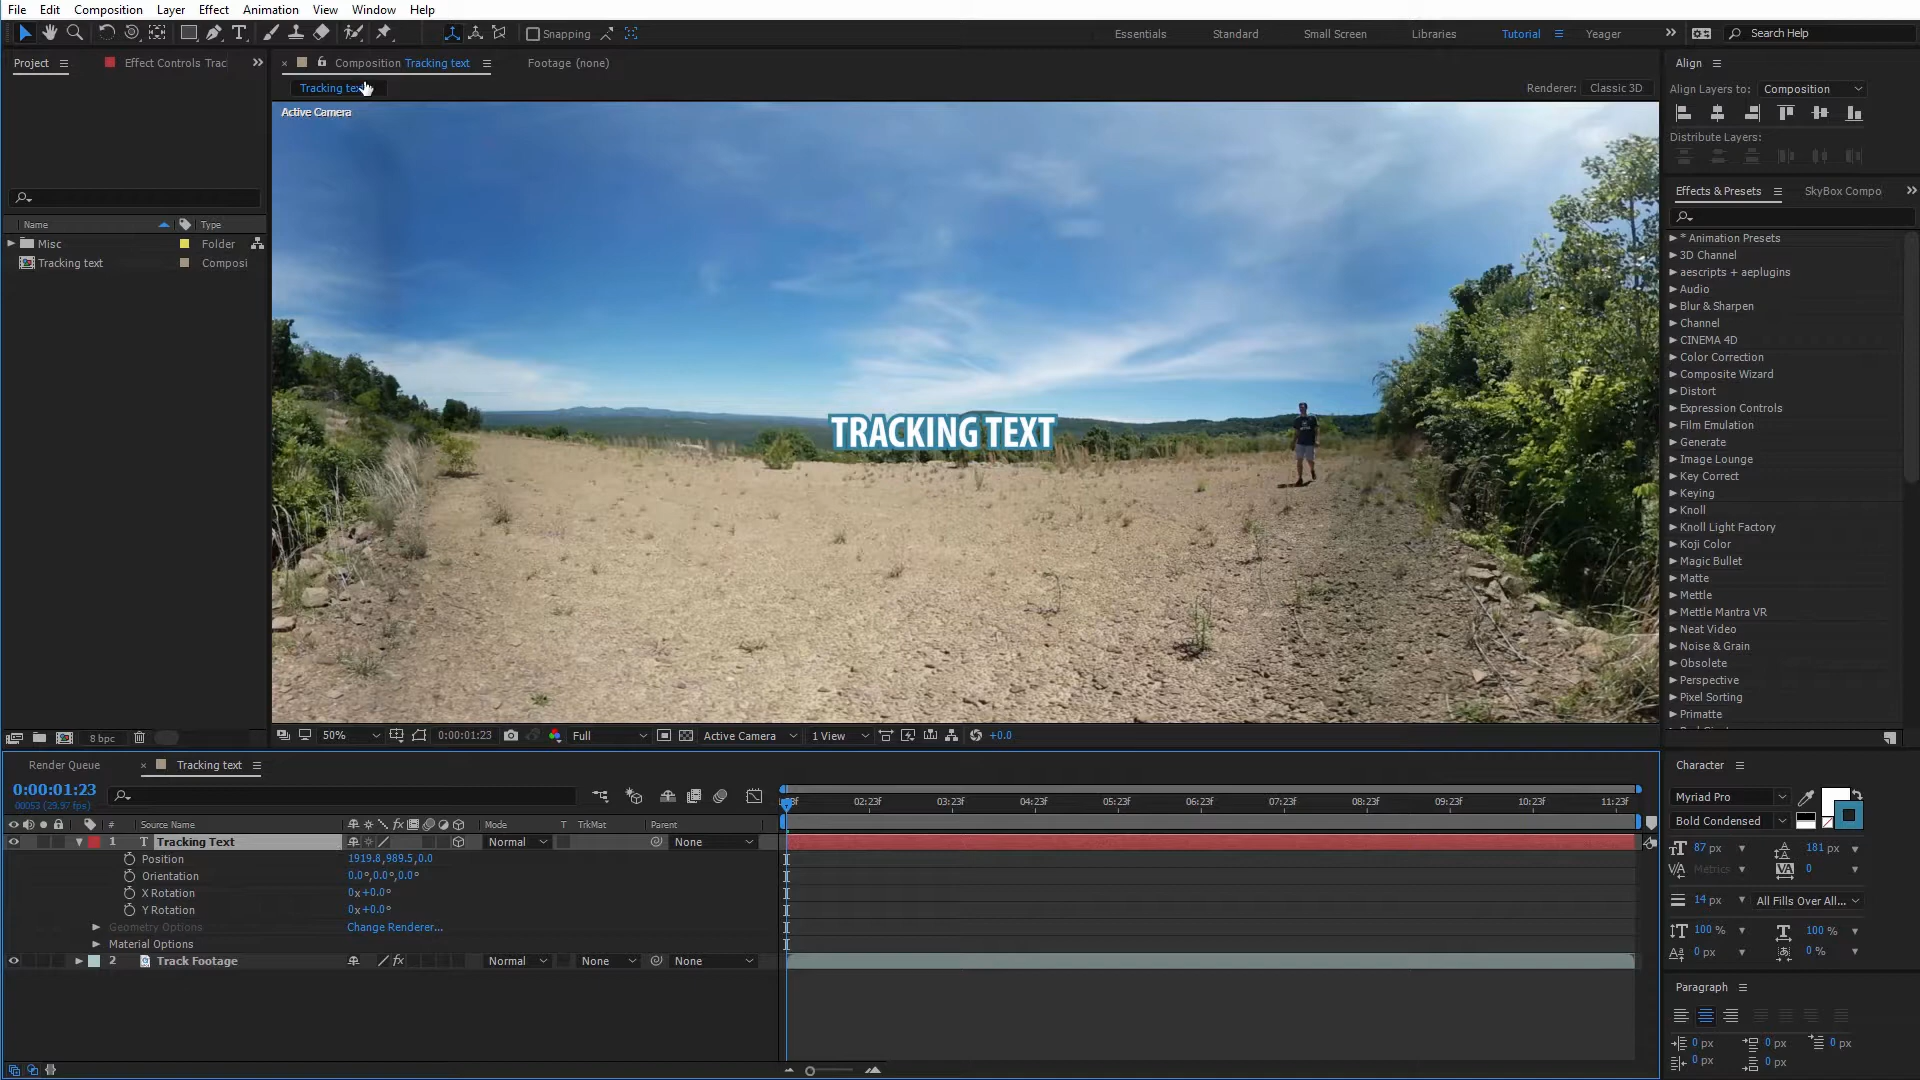 File Edit Composition Layer Effect Animation View Window Help
Snapping
Essentials Standard Small Screen Libraries Tutorial Yeager Search Help
Project Effect Controls Trac
Composition Tracking text Footage (none)
Tracking text
Renderer: Classic 3D
Active Camera
TRACKING TEXT
Name Type
Misc Folder
Tracking text Composi
8 bpc
50% 0:00:01:23 Full Active Camera 1 View +0.0
Align
Align Layers to: Composition
Distribute Layers:
Effects & Presets SkyBox Compo
* Animation Presets
3D Channel
aescripts + aeplugins
Audio
Blur & Sharpen
Channel
CINEMA 4D
Color Correction
Composite Wizard
Distort
Expression Controls
Film Emulation
Generate
Image Lounge
Key Correct
Keying
Knoll
Knoll Light Factory
Koji Color
Magic Bullet
Matte
Mettle
Mettle Mantra VR
Neat Video
Noise & Grain
Obsolete
Perspective
Pixel Sorting
Primatte
Render Queue Tracking text
0:00:01:23
00053 (29.97 fps)
02:23f 03:23f 04:23f 05:23f 06:23f 07:23f 08:23f 09:23f 10:23f 11:23f
# Source Name Mode T TrkMat Parent
1 T Tracking Text Normal None
Position 1919.8,989.5,0.0
Orientation 0.0°,0.0°,0.0°
X Rotation 0x+0.0°
Y Rotation 0x+0.0°
Geometry Options Change Renderer...
Material Options
2 Track Footage Normal None None
Character
Myriad Pro
Bold Condensed
87 px 181 px
Metrics 0
14 px All Fills Over All...
100 % 100 %
0 px 0 %
Paragraph
0 px 0 px 0 px
0 px 0 px